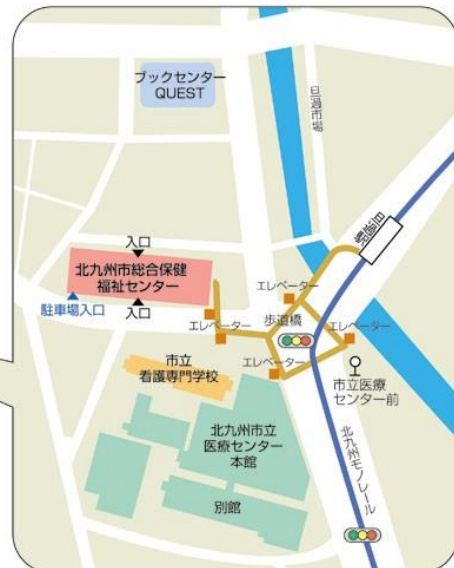 ブックセンター
QUEST
旦過市場
旦過駅
入口
北九州市総合保健
福祉センター
駐車場入口
入口
エレベーター
エレベーター
歩道橋
エレベーター
エレベーター
市立
看護専門学校
市立医療
センター前
北九州市立
医療センター
本館
北九州モノレール
別館